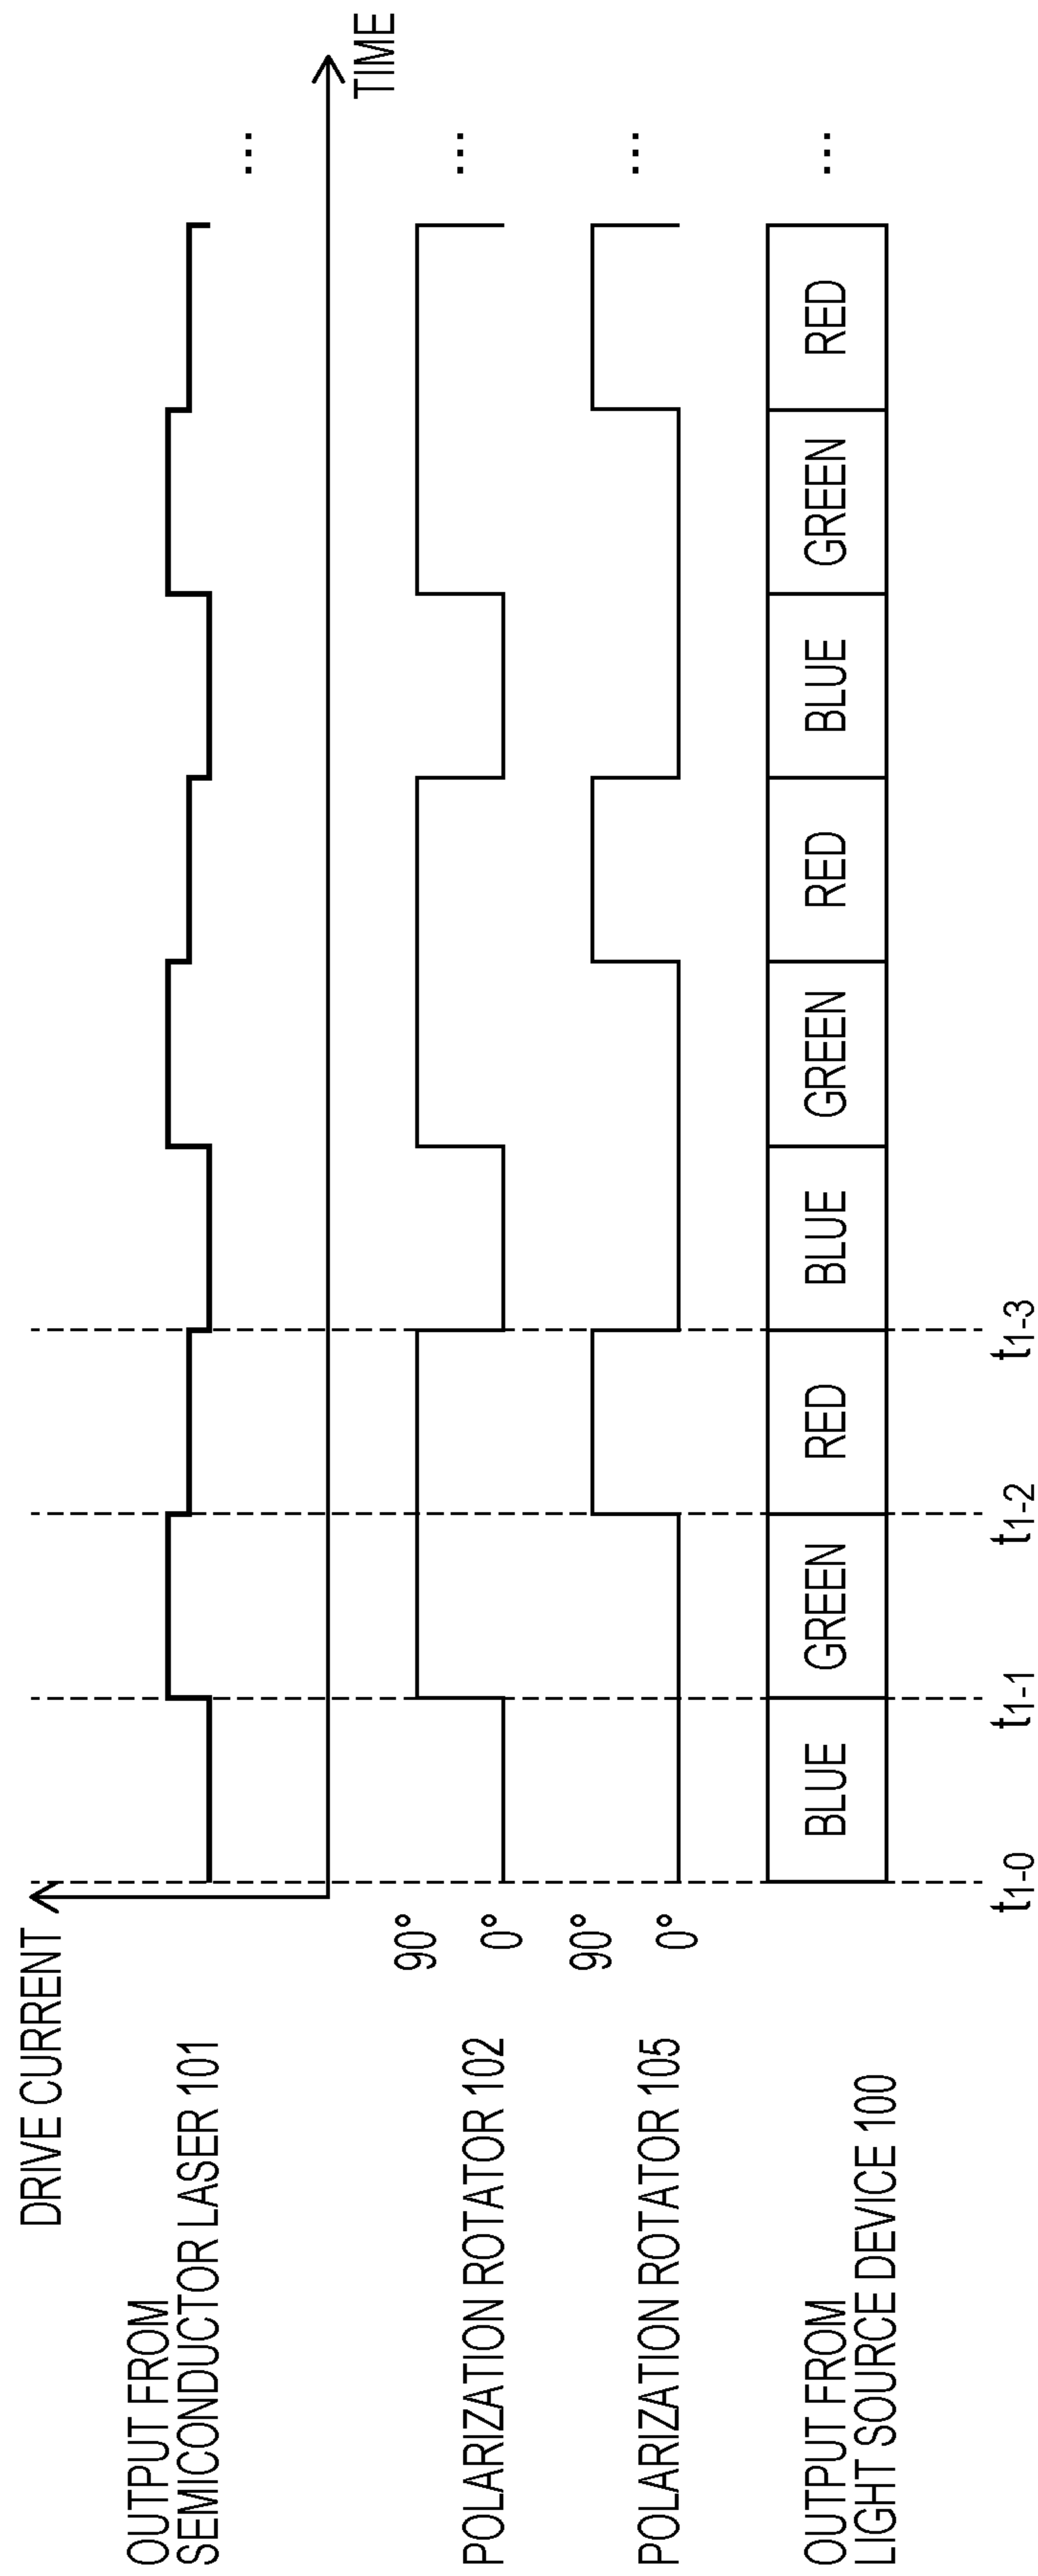 DRIVE CURRENT
OUTPUT FROM
SEMICONDUCTOR LASER 101
...
TIME
POLARIZATION ROTATOR 102
90°
0°
...
POLARIZATION ROTATOR 105
90°
0°
...
OUTPUT FROM
LIGHT SOURCE DEVICE 100
BLUE
GREEN
RED
BLUE
GREEN
RED
BLUE
GREEN
RED
...
t1-0
t1-1
t1-2
t1-3